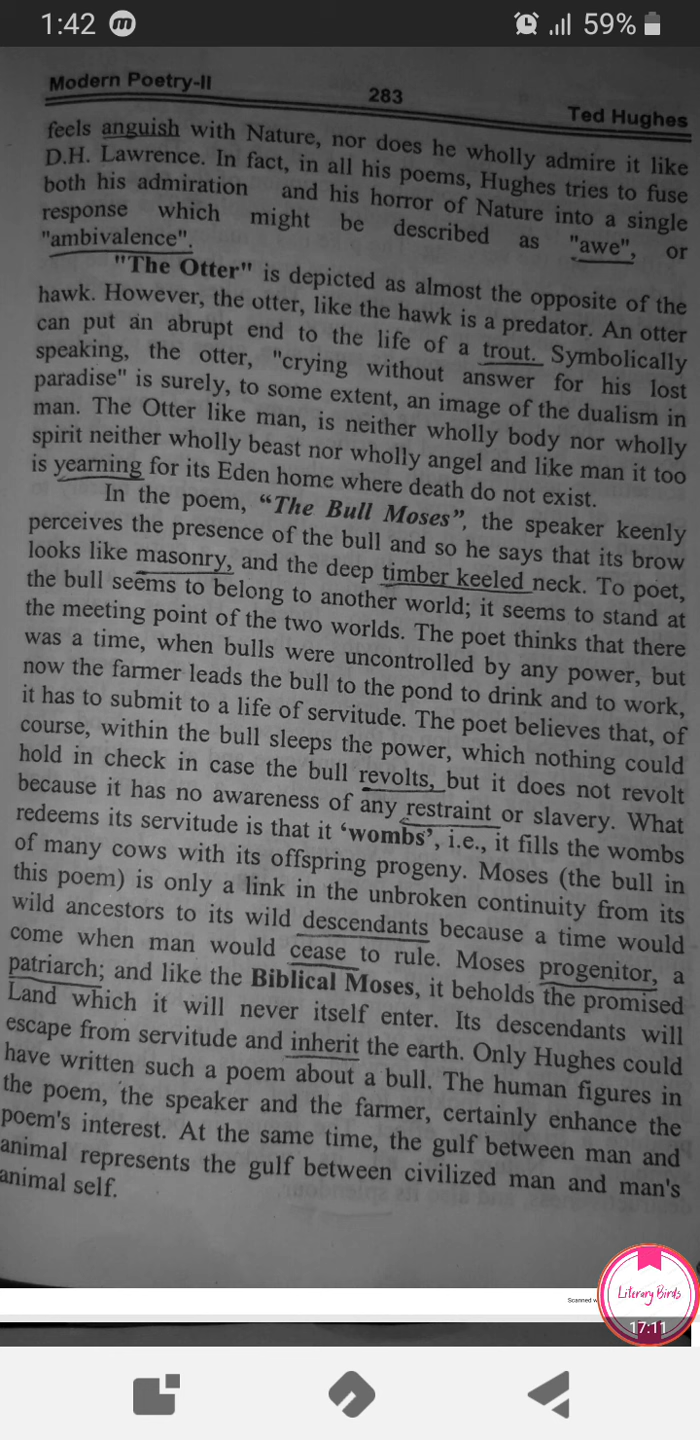 1:42 m 59%
Modern Poetry-II 283 Ted Hughes
feels anguish with Nature, nor does he wholly admire it like
D.H. Lawrence. In fact, in all his poems, Hughes tries to fuse
both his admiration and his horror of Nature into a single
response which might be described as "awe", or
"ambivalence".
"The Otter" is depicted as almost the opposite of the
hawk. However, the otter, like the hawk is a predator. An otter
can put an abrupt end to the life of a trout. Symbolically
speaking, the otter, "crying without answer for his lost
paradise" is surely, to some extent, an image of the dualism in
man. The Otter like man, is neither wholly body nor wholly
spirit neither wholly beast nor wholly angel and like man it too
is yearning for its Eden home where death do not exist.
In the poem, “The Bull Moses”, the speaker keenly
perceives the presence of the bull and so he says that its brow
looks like masonry, and the deep timber keeled neck. To poet,
the bull seems to belong to another world; it seems to stand at
the meeting point of the two worlds. The poet thinks that there
was a time, when bulls were uncontrolled by any power, but
now the farmer leads the bull to the pond to drink and to work,
it has to submit to a life of servitude. The poet believes that, of
course, within the bull sleeps the power, which nothing could
hold in check in case the bull revolts, but it does not revolt
because it has no awareness of any restraint or slavery. What
redeems its servitude is that it ‘wombs’, i.e., it fills the wombs
of many cows with its offspring progeny. Moses (the bull in
this poem) is only a link in the unbroken continuity from its
wild ancestors to its wild descendants because a time would
come when man would cease to rule. Moses progenitor, a
patriarch; and like the Biblical Moses, it beholds the promised
Land which it will never itself enter. Its descendants will
escape from servitude and inherit the earth. Only Hughes could
have written such a poem about a bull. The human figures in
the poem, the speaker and the farmer, certainly enhance the
poem's interest. At the same time, the gulf between man and
animal represents the gulf between civilized man and man's
animal self.
Scanned
Literary Birds
17:11